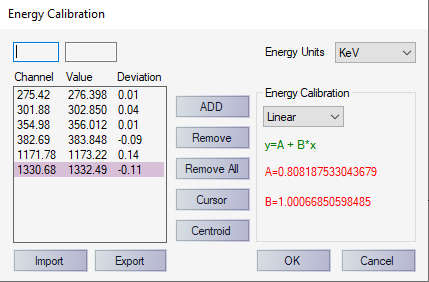 Energy Calibration
Energy Units KeV
Channel Value Deviation
275.42 276.398 0.01
301.88 302.850 0.04
354.98 356.012 0.01
382.69 383.848 -0.09
1171.78 1173.22 0.14
1330.68 1332.49 -0.11
ADD
Remove
Remove All
Cursor
Centroid
Energy Calibration
Linear
y=A + B*x
A=0.808187533043679
B=1.00066850598485
Import Export OK Cancel